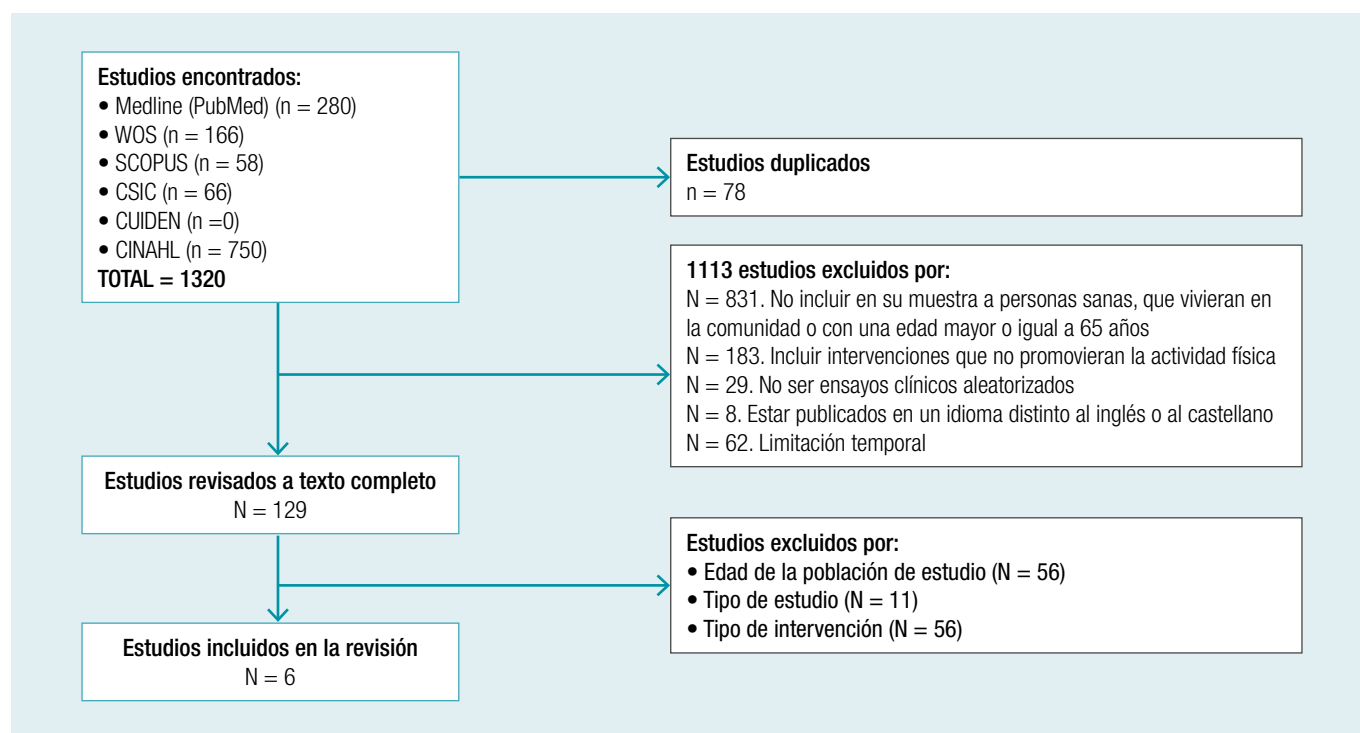 Estudios encontrados:
• Medline (PubMed) (n = 280)
• WOS (n = 166)
• SCOPUS (n = 58)
• CSIC (n = 66)
• CUIDEN (n =0)
• CINAHL (n = 750)
TOTAL = 1320
Estudios duplicados
n = 78
1113 estudios excluidos por:
N = 831. No incluir en su muestra a personas sanas, que vivieran en
la comunidad o con una edad mayor o igual a 65 años
N = 183. Incluir intervenciones que no promovieran la actividad física
N = 29. No ser ensayos clínicos aleatorizados
N = 8. Estar publicados en un idioma distinto al inglés o al castellano
N = 62. Limitación temporal
Estudios revisados a texto completo
N = 129
Estudios excluidos por:
• Edad de la población de estudio (N = 56)
• Tipo de estudio (N = 11)
• Tipo de intervención (N = 56)
Estudios incluidos en la revisión
N = 6